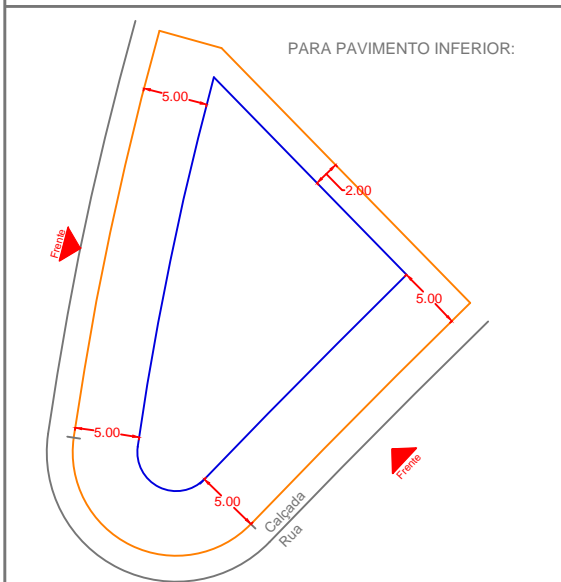 PARA PAVIMENTO INFERIOR:
5.00
2.00
Frente
5.00
5.00
5.00
Frente
Calçada
Rua